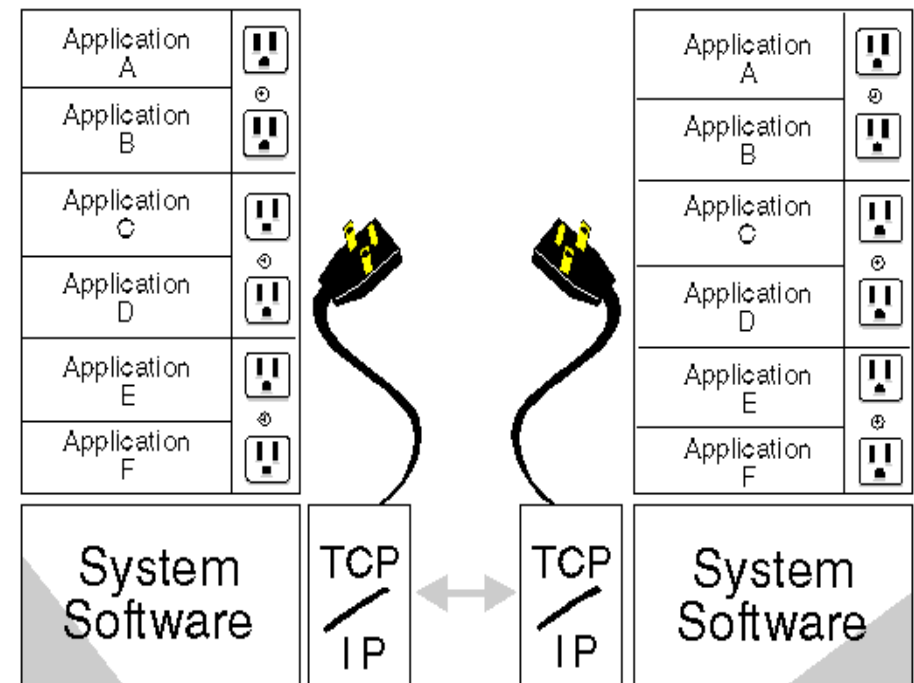 Application
A
Application
B
Application
C
Application
D
Application
E
Application
F
System
Software
TCP
/
IP
TCP
/
IP
Application
A
Application
B
Application
C
Application
D
Application
E
Application
F
System
Software